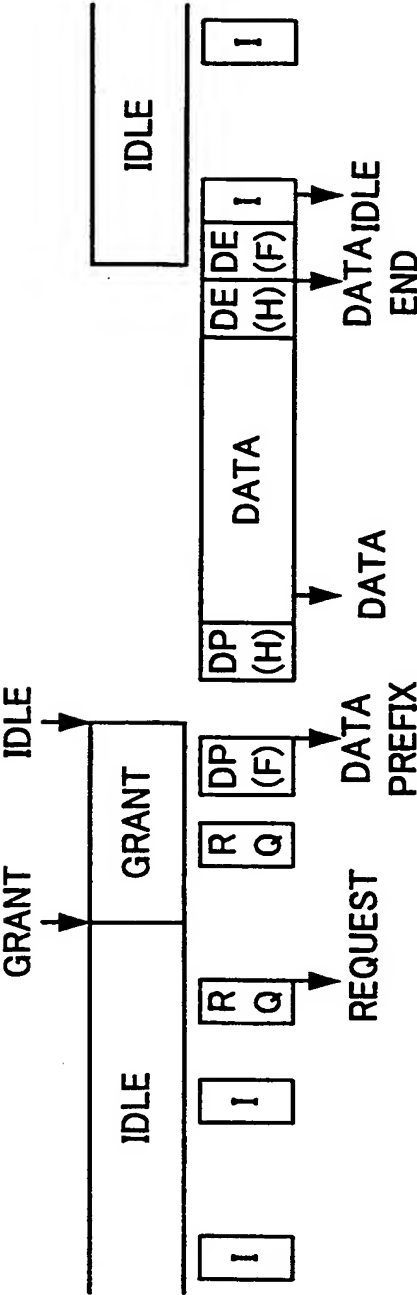 GRANT
IDLE
IDLE
GRANT
IDLE
I
I
R
Q
R
Q
DP
(F)
DP
(H)
DATA
DE
(H)
DE
(F)
I
I
REQUEST
DATA
PREFIX
DATA
DATA
END
IDLE